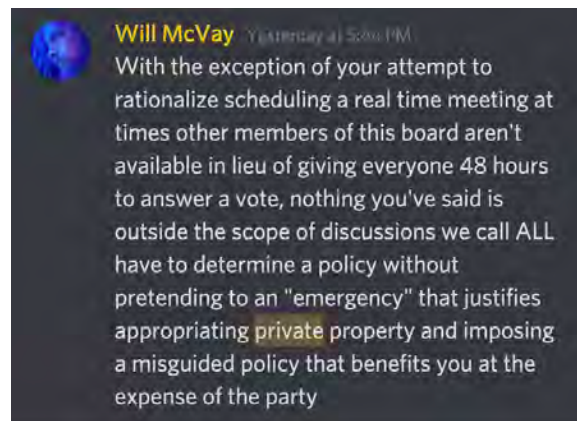 Will McVay Yesterday at
With the exception of your attempt to
rationalize scheduling a real time meeting at
times other members of this board aren't
available in lieu of giving everyone 48 hours
to answer a vote, nothing you've said is
outside the scope of discussions we call ALL
have to determine a policy without
pretending to an "emergency" that justifies
appropriating private property and imposing
a misguided policy that benefits you at the
expense of the party